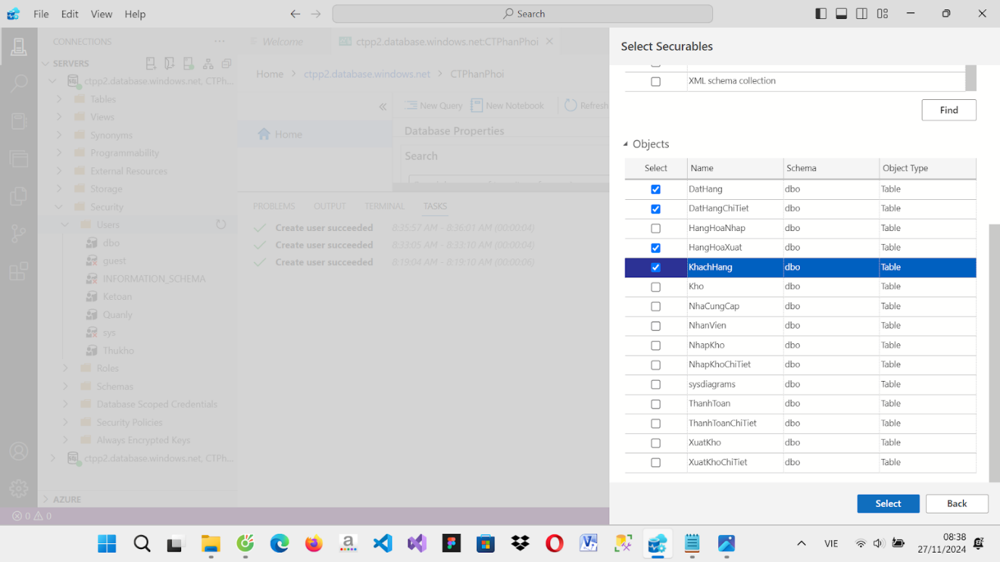 File Edit View Help
Search
CONNECTIONS
SERVERS
ctpp2.database.windows.net, CTPh...
Tables
Views
Synonyms
Programmability
External Resources
Storage
Security
Users
dbo
guest
INFORMATION_SCHEMA
Ketoan
Quanly
sys
Thukho
Roles
Schemas
Database Scoped Credentials
Security Policies
Always Encrypted Keys
ctpp2.database.windows.net, CTPh...
AZURE
0 0
Welcome ctpp2.database.windows.net:CTPhanPhoi
Home > ctpp2.database.windows.net > CTPhanPhoi
New Query New Notebook Refresh
Home
Database Properties
Search
PROBLEMS OUTPUT TERMINAL TASKS
Create user succeeded 8:35:57 AM - 8:36:01 AM (00:00:04)
Create user succeeded 8:33:05 AM - 8:33:10 AM (00:00:04)
Create user succeeded 8:19:04 AM - 8:19:10 AM (00:00:06)
Select Securables
XML schema collection
Find
Objects
Select Name Schema Object Type
DatHang dbo Table
DatHangChiTiet dbo Table
HangHoaNhap dbo Table
HangHoaXuat dbo Table
KhachHang dbo Table
Kho dbo Table
NhaCungCap dbo Table
NhanVien dbo Table
NhapKho dbo Table
NhapKhoChiTiet dbo Table
sysdiagrams dbo Table
ThanhToan dbo Table
ThanhToanChiTiet dbo Table
XuatKho dbo Table
XuatKhoChiTiet dbo Table
Select Back
VIE
08:38
27/11/2024